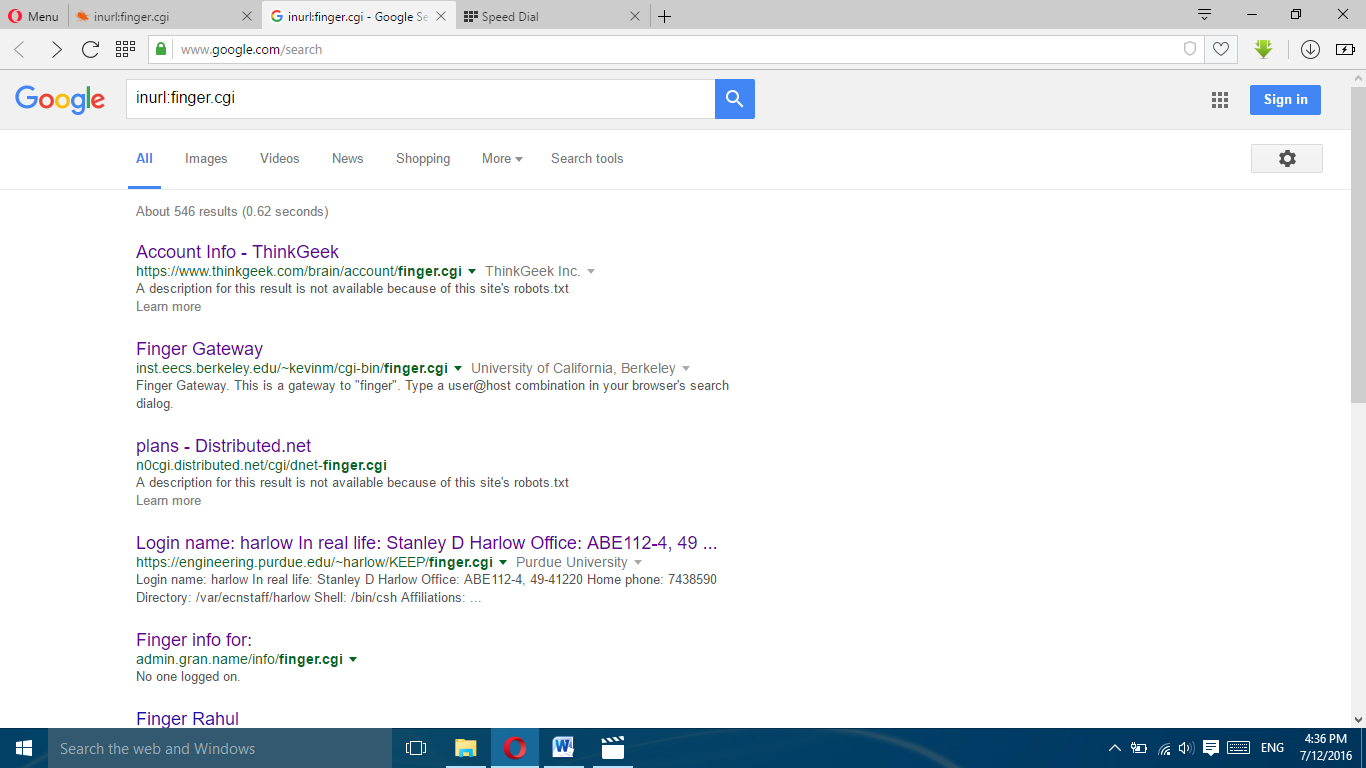 Menu
inurl:finger.cgi
inurl:finger.cgi - Google Se
Speed Dial
www.google.com/search
Google
inurl:finger.cgi
Sign in
All Images Videos News Shopping More Search tools
About 546 results (0.62 seconds)
Account Info - ThinkGeek
https://www.thinkgeek.com/brain/account/finger.cgi ThinkGeek Inc.
A description for this result is not available because of this site's robots.txt
Learn more
Finger Gateway
inst.eecs.berkeley.edu/~kevinm/cgi-bin/finger.cgi University of California, Berkeley
Finger Gateway. This is a gateway to "finger". Type a user@host combination in your browser's search
dialog.
plans - Distributed.net
n0cgi.distributed.net/cgi/dnet-finger.cgi
A description for this result is not available because of this site's robots.txt
Learn more
Login name: harlow In real life: Stanley D Harlow Office: ABE112-4, 49 ...
https://engineering.purdue.edu/~harlow/KEEP/finger.cgi Purdue University
Login name: harlow In real life: Stanley D Harlow Office: ABE112-4, 49-41220 Home phone: 7438590
Directory: /var/ecnstaff/harlow Shell: /bin/csh Affiliations: ...
Finger info for:
admin.gran.name/info/finger.cgi
No one logged on.
Finger Rahul
Search the web and Windows
ENG
4:36 PM
7/12/2016